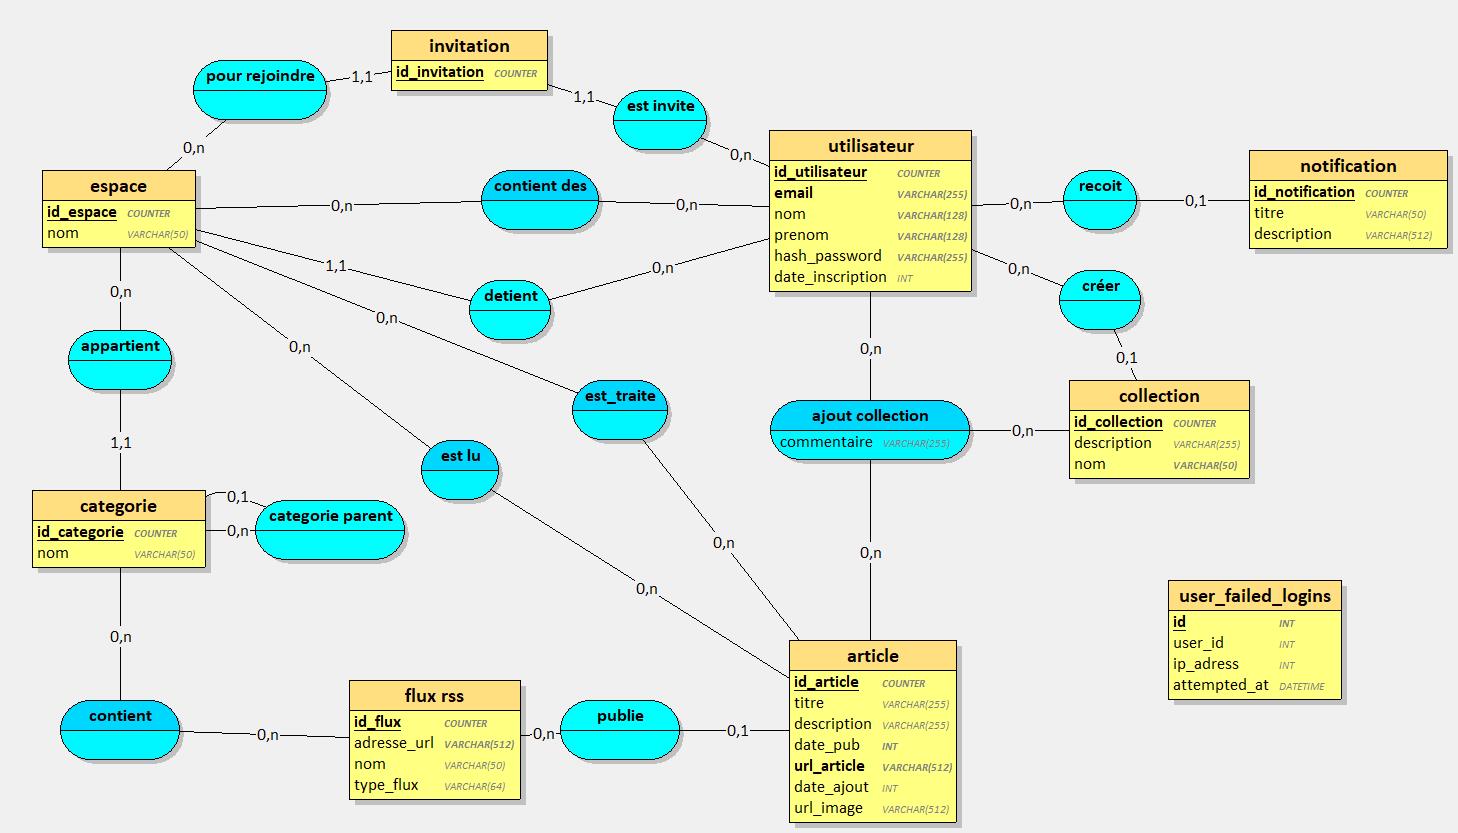 invitation
id_invitation COUNTER
pour rejoindre
1,1
1,1
est invite
0,n
0,n
utilisateur
id_utilisateur COUNTER
email VARCHAR(255)
nom VARCHAR(128)
prenom VARCHAR(128)
hash_password VARCHAR(255)
date_inscription INT
notification
id_notification COUNTER
titre VARCHAR(50)
description VARCHAR(512)
espace
id_espace COUNTER
nom VARCHAR(50)
contient des
0,n
0,n
recoit
0,n
0,1
1,1
0,n
detient
0,n
créer
0,1
0,n
0,n
0,n
appartient
0,n
est_traite
collection
id_collection COUNTER
description VARCHAR(255)
nom VARCHAR(50)
ajout collection
commentaire VARCHAR(255)
0,n
1,1
est lu
categorie
id_categorie COUNTER
nom VARCHAR(50)
0,1
0,n
categorie parent
0,n
0,n
0,n
0,n
user_failed_logins
id INT
user_id INT
ip_adress INT
attempted_at DATETIME
article
id_article COUNTER
titre VARCHAR(255)
description VARCHAR(255)
date_pub INT
url_article VARCHAR(512)
date_ajout INT
url_image VARCHAR(512)
flux rss
id_flux COUNTER
adresse_url VARCHAR(512)
nom VARCHAR(50)
type_flux VARCHAR(64)
contient
0,n
0,n
publie
0,1